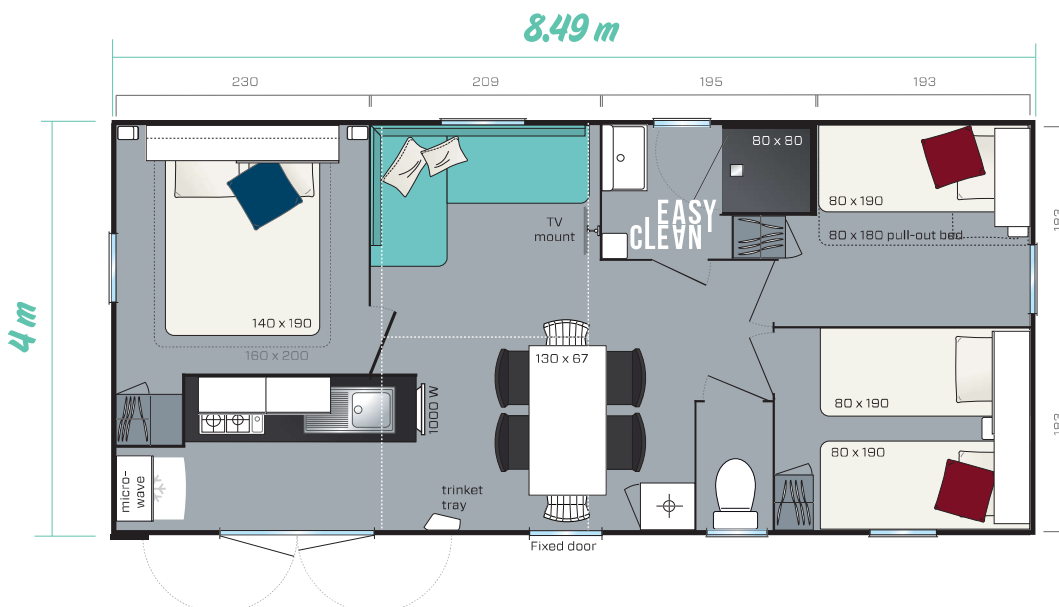 8.49 m
230
209
195
193
80 x 80
80 x 190
EASY
CLEAN
TV
mount
80 x 180 pull-out bed
4 m
140 x 190
160 x 200
130 x 67
1000 W
80 x 190
80 x 190
micro-
wave
trinket
tray
Fixed door